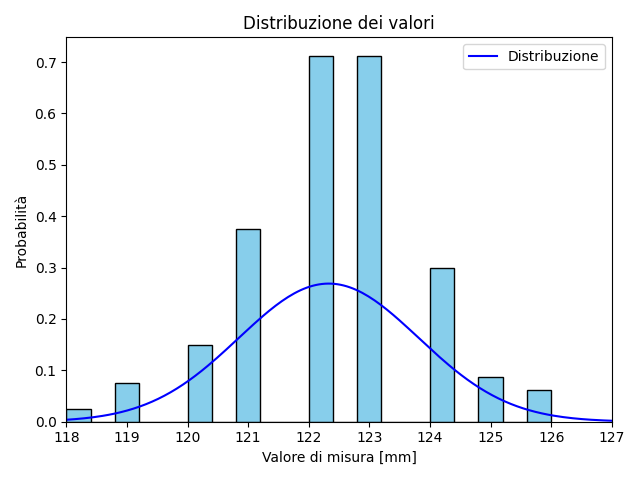 Distribuzione dei valori
Distribuzione
Probabilità
0.7
0.6
0.5
0.4
0.3
0.2
0.1
0.0
118 119 120 121 122 123 124 125 126 127
Valore di misura [mm]